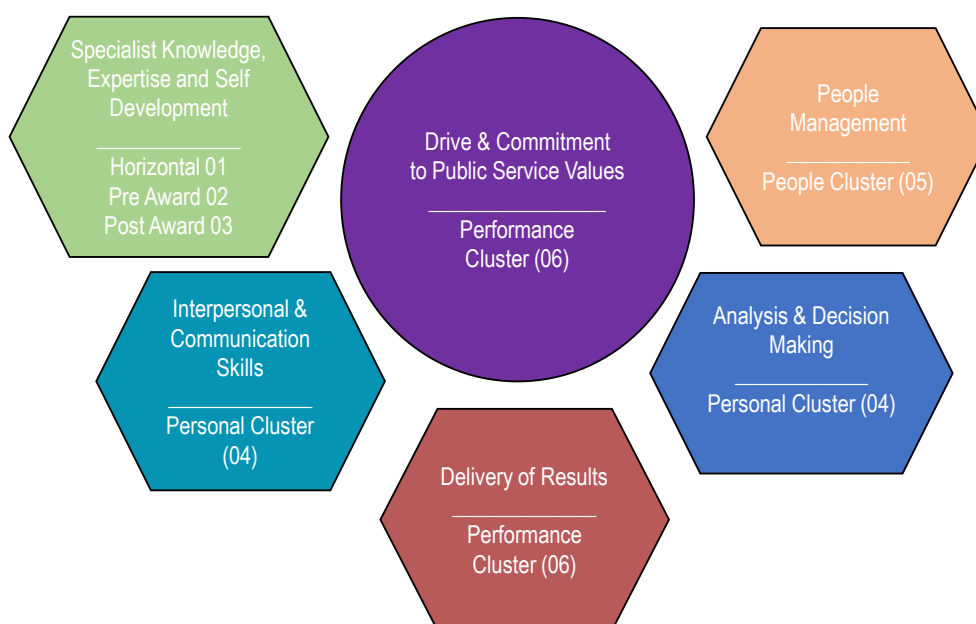 Specialist Knowledge,
Expertise and Self
Development
Horizontal 01
Pre Award 02
Post Award 03
Drive & Commitment
to Public Service Values
Performance
Cluster (06)
People
Management
People Cluster (05)
Interpersonal &
Communication
Skills
Personal Cluster
(04)
Analysis & Decision
Making
Personal Cluster (04)
Delivery of Results
Performance
Cluster (06)